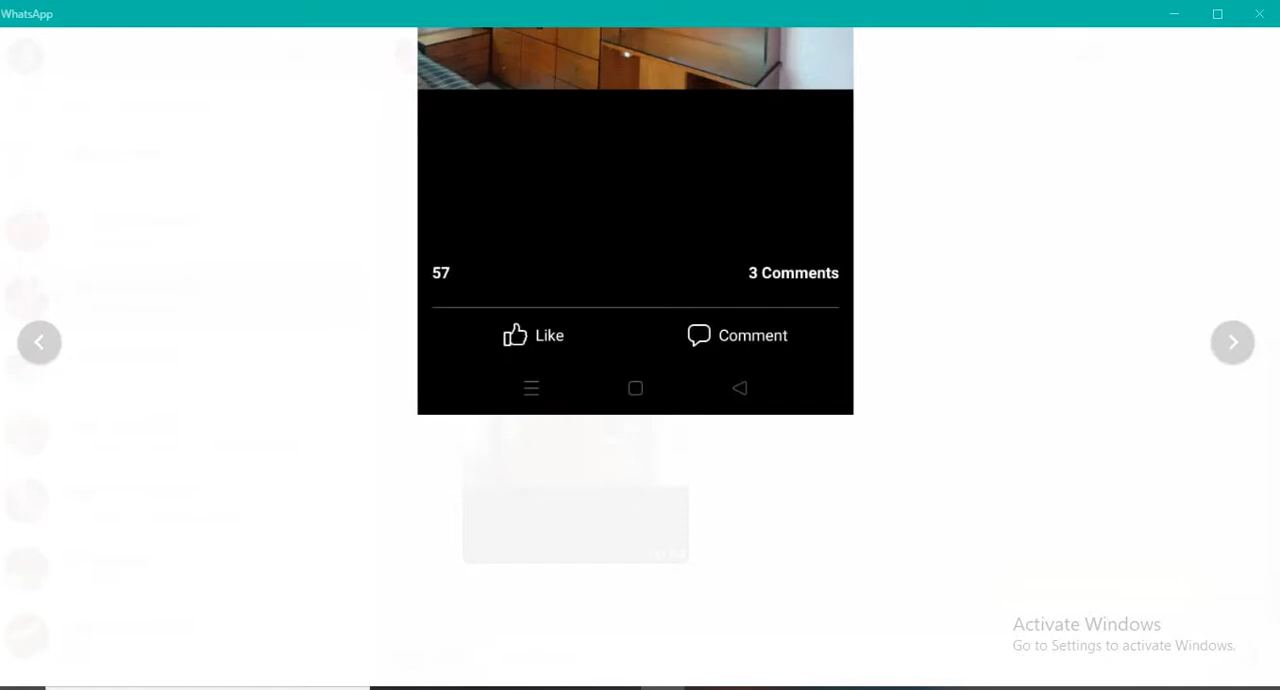 WhatsApp
57
3 Comments
Like
Comment
Activate Windows
Go to Settings to activate Windows.